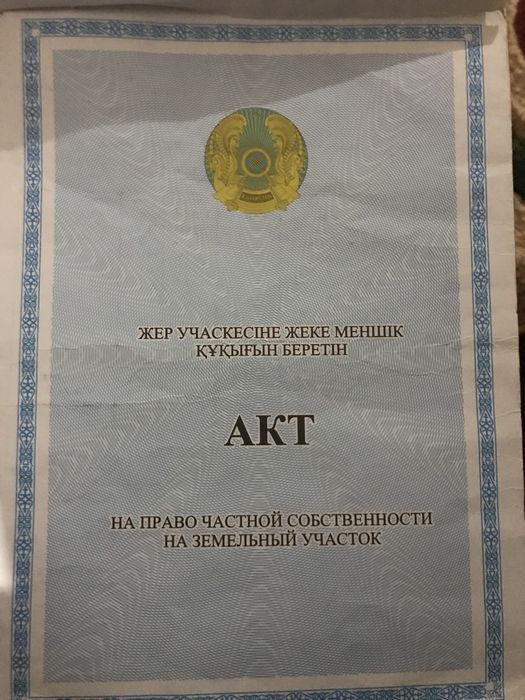 ЖЕР УЧАСКЕСІНЕ ЖЕКЕ МЕНШІК
ҚҰҚЫҒЫН БЕРЕТІН
АКТ
НА ПРАВО ЧАСТНОЙ СОБСТВЕННОСТИ
НА ЗЕМЕЛЬНЫЙ УЧАСТОК